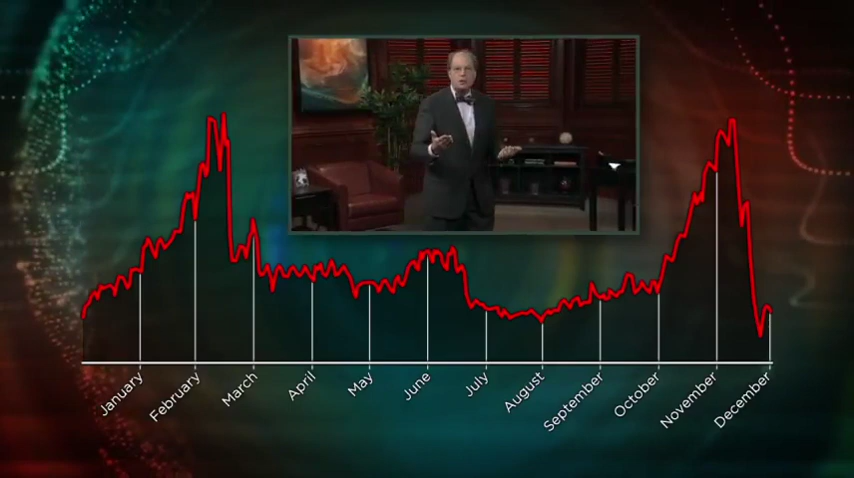 January
February
March
April
May
June
July
August
September
October
November
December